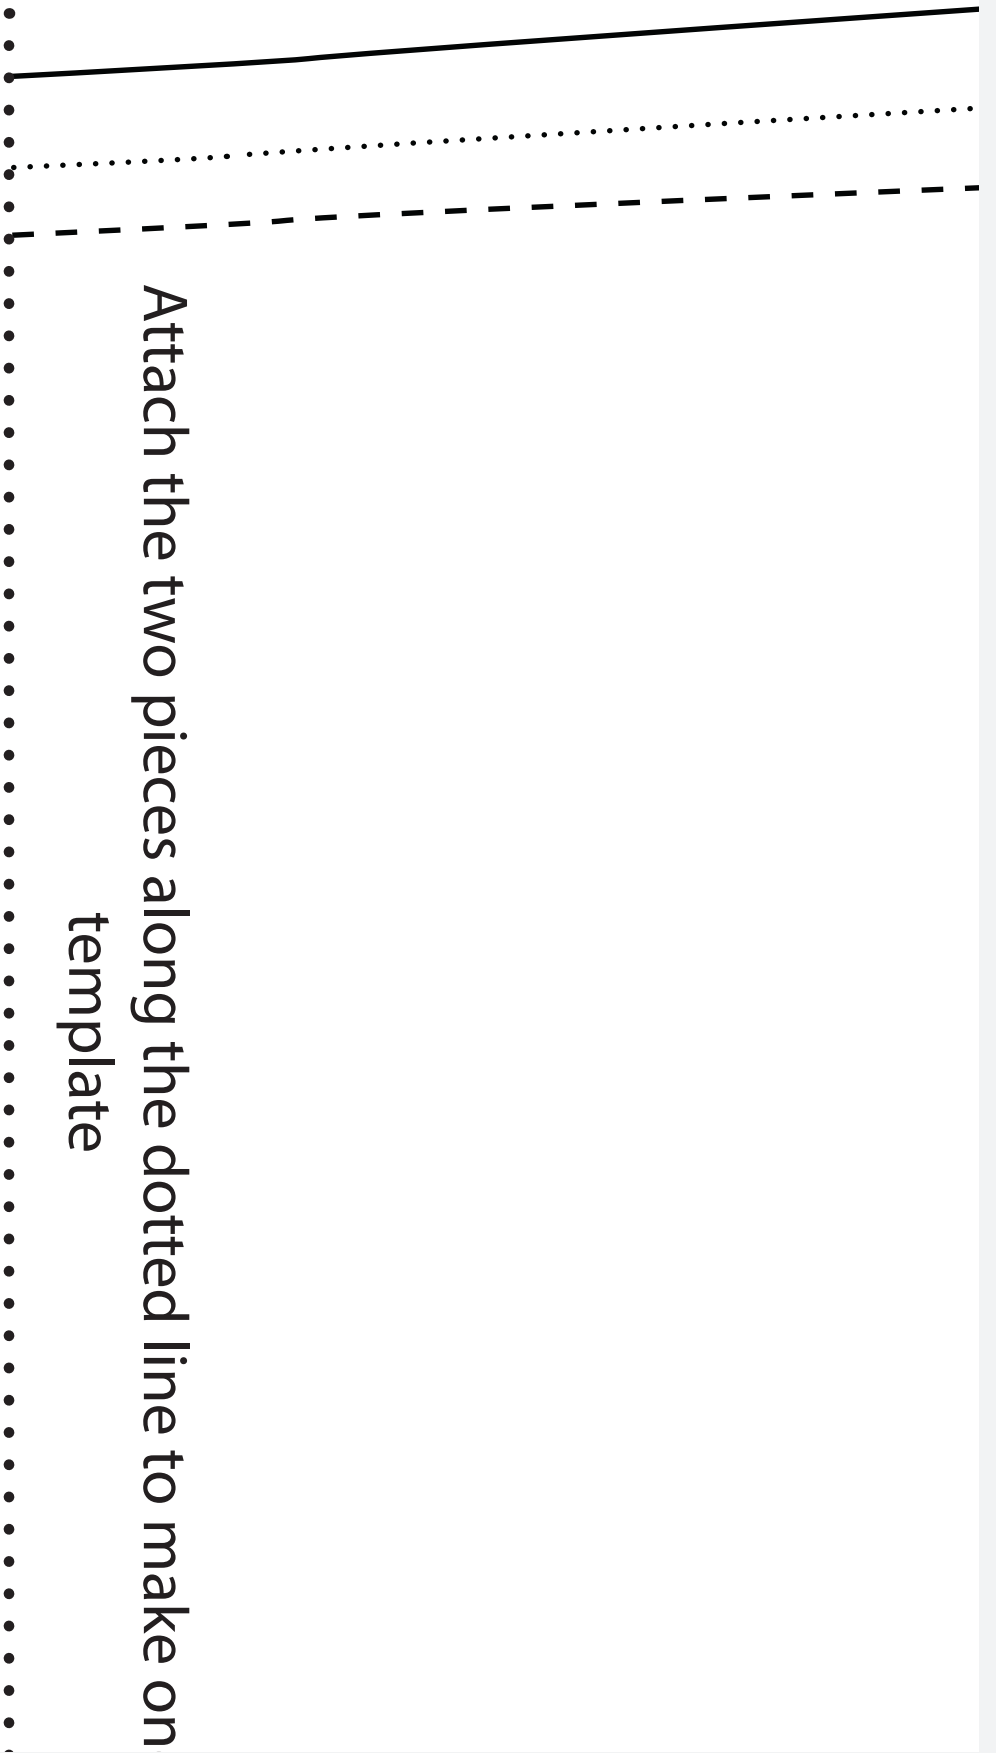 Attach the two pieces along the dotted line to make on
template